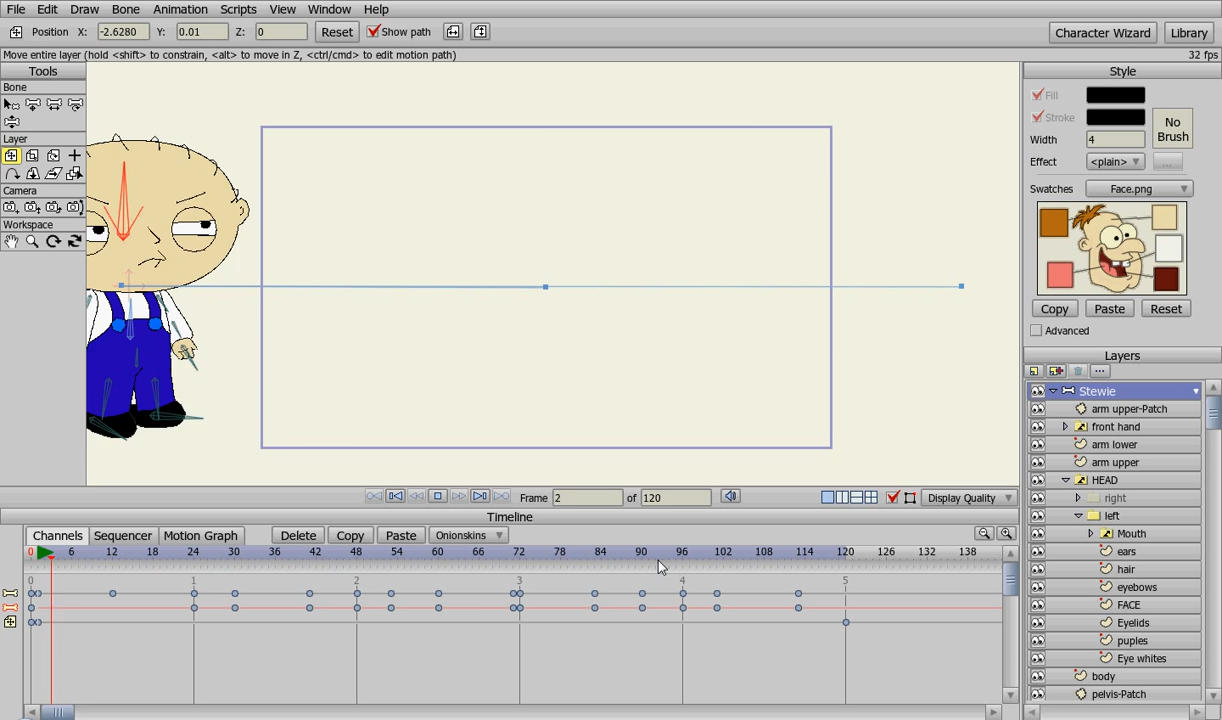 File Edit Draw Bone Animation Scripts View Window Help
Position X: -2.6280 Y: 0.01 Z: 0 Reset Show path Character Wizard Library
Move entire layer (hold <shift> to constrain, <alt> to move in Z, <ctrl/cmd> to edit motion path) 32 fps
Tools
Bone
Layer
Camera
Workspace
Style
Fill
Stroke
No Brush
Width 4
Effect <plain> ...
Swatches Face.png
Copy Paste Reset
Advanced
Layers
...
Stewie
arm upper-Patch
front hand
arm lower
arm upper
HEAD
right
left
Mouth
ears
hair
eyebows
FACE
Eyelids
puples
Eye whites
body
pelvis-Patch
Frame 2 of 120 Display Quality
Timeline
Channels Sequencer Motion Graph Delete Copy Paste Onionskins
0 6 12 18 24 30 36 42 48 54 60 66 72 78 84 90 96 102 108 114 120 126 132 138
0 1 2 3 4 5